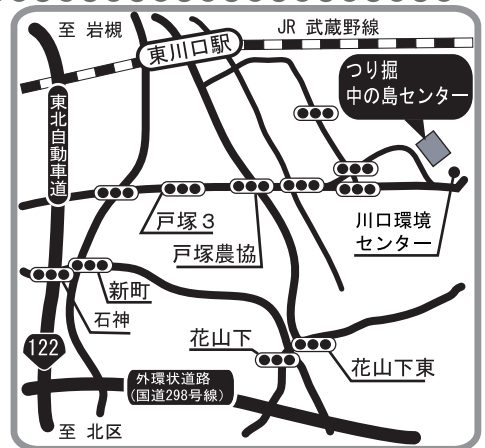 至 岩槻
JR 武蔵野線
東川口駅
つり堀
中の島センター
東北自動車道
戸塚3
戸塚農協
川口環境
センター
新町
石神
122
花山下
花山下東
外環状道路
(国道298号線)
至 北区